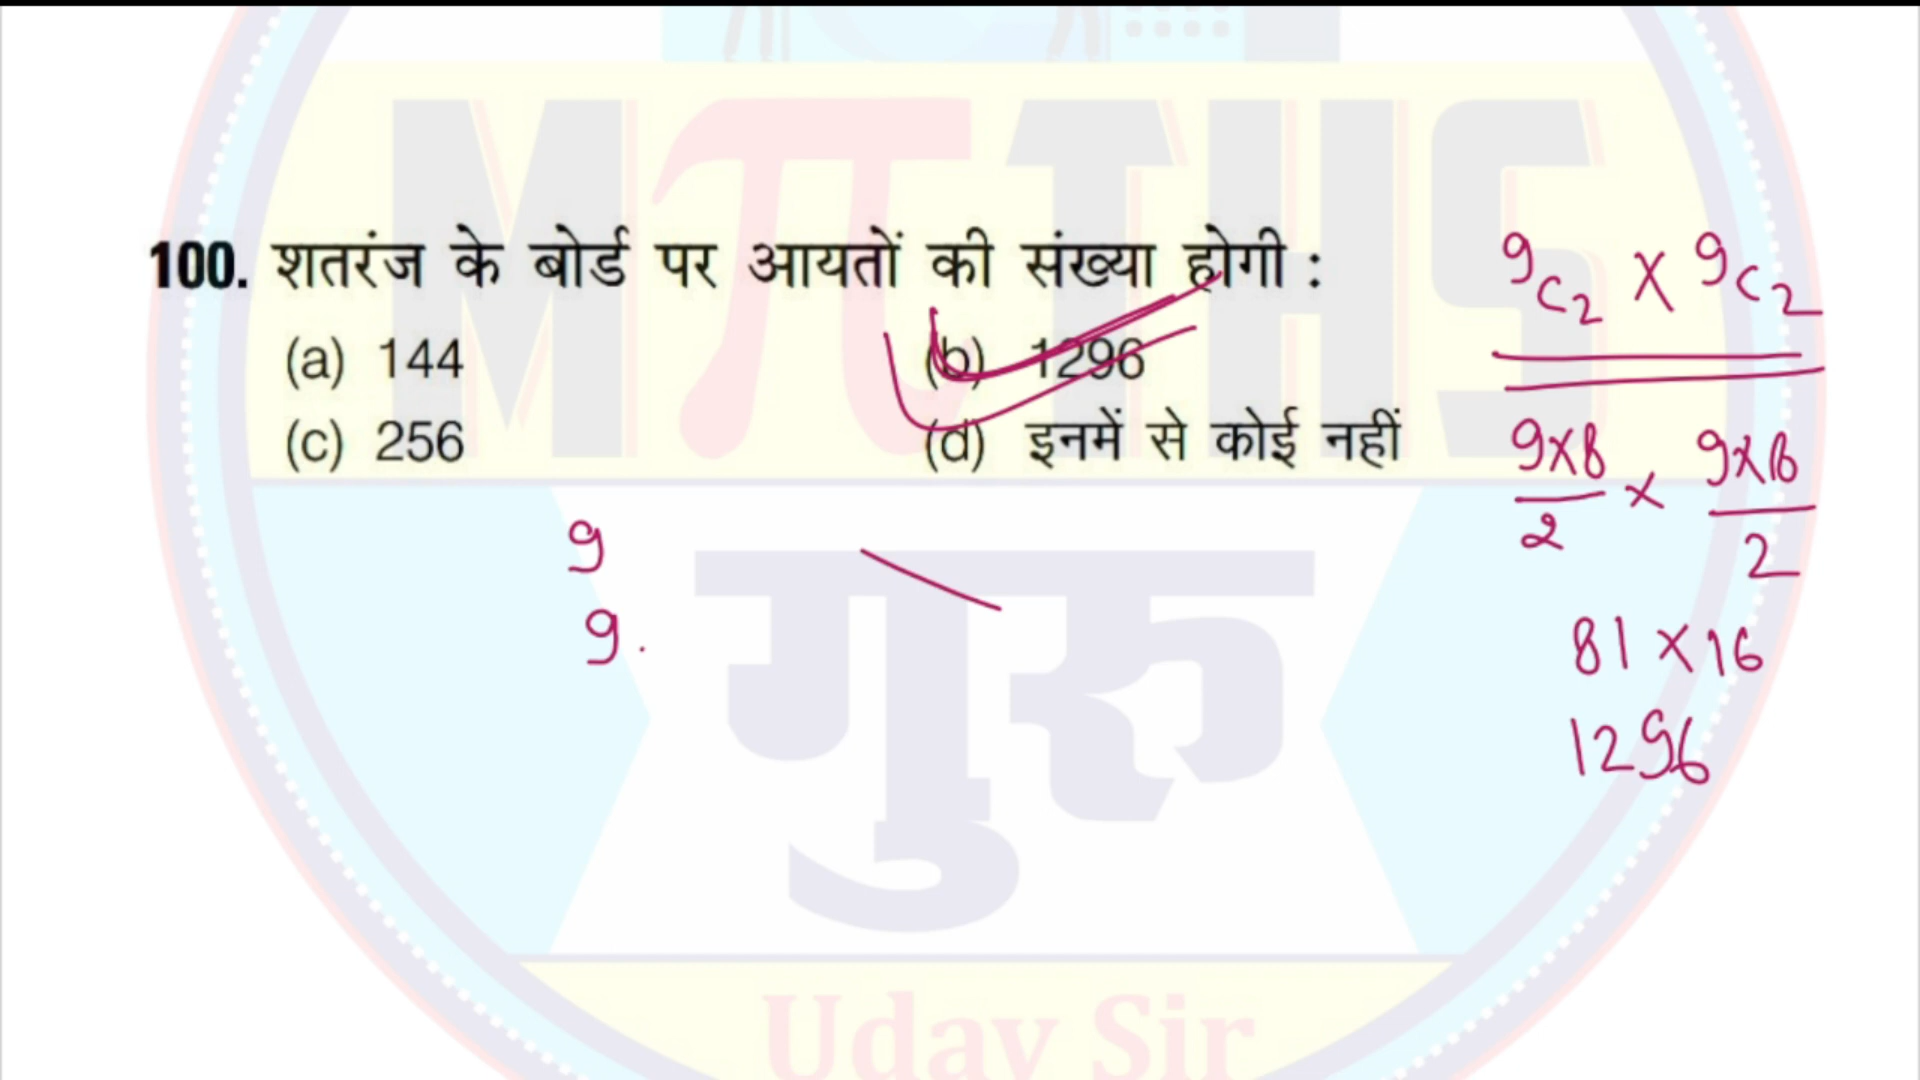 MπTHS
100. शतरंज के बोर्ड पर आयतों की संख्या होगी :
(a) 144 (b) 1296
(c) 256 (d) इनमें से कोई नहीं
9
9.
9c2 × 9c2
9×8/2 × 9×8/2
81 × 16
1296
गुरु
Uday Sir